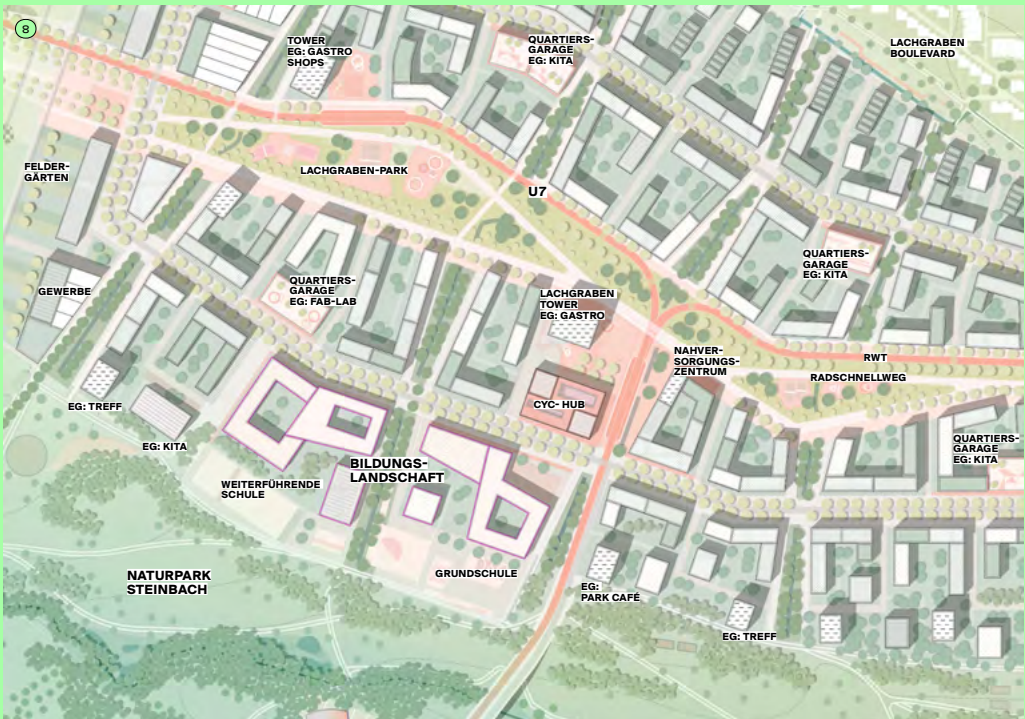 8
TOWER
EG: GASTRO
SHOPS
QUARTIERS-
GARAGE
EG: KITA
LACHGRABEN
BOULEVARD
FELDER-
GÄRTEN
LACHGRABEN-PARK
U7
QUARTIERS-
GARAGE
EG: KITA
GEWERBE
QUARTIERS-
GARAGE
EG: FAB-LAB
LACHGRABEN
TOWER
EG: GASTRO
NAHVER-
SORGUNGS-
ZENTRUM
RWT
RADSCHNELLWEG
EG: TREFF
CYC- HUB
EG: KITA
QUARTIERS-
GARAGE
EG: KITA
BILDUNGS-
LANDSCHAFT
WEITERFÜHRENDE
SCHULE
GRUNDSCHULE
NATURPARK
STEINBACH
EG:
PARK CAFÉ
EG: TREFF